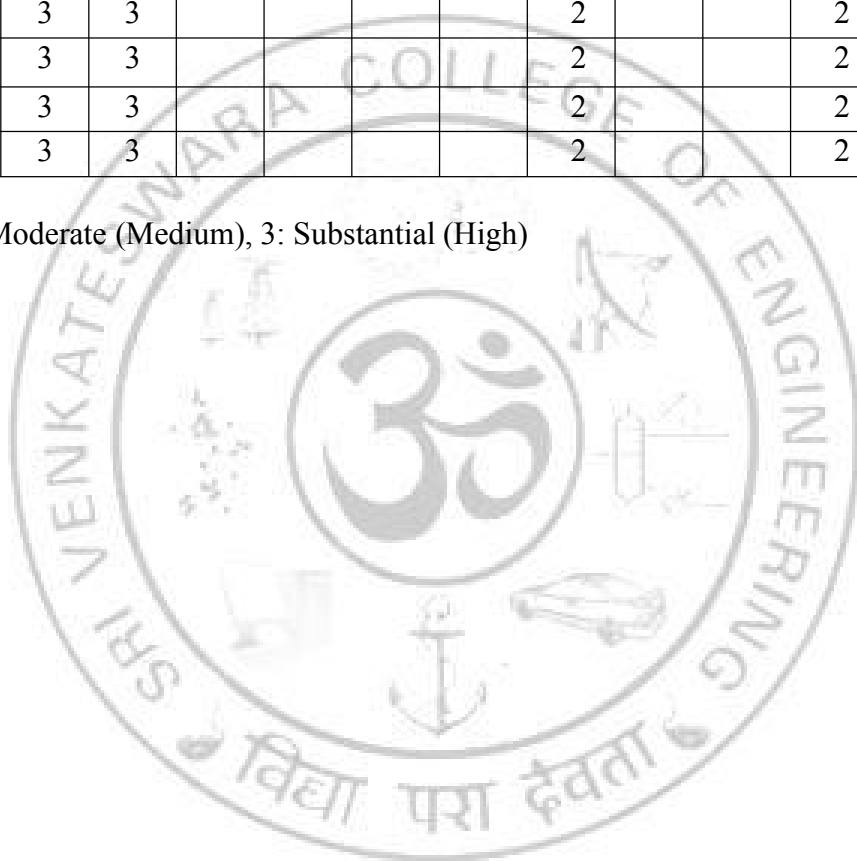 3 3 2 2
3 3 2 2
3 3 2 2
3 3 2 2
Moderate (Medium), 3: Substantial (High)
SRI VENKATESWARA COLLEGE OF ENGINEERING
ॐ
विद्या परा दैवता